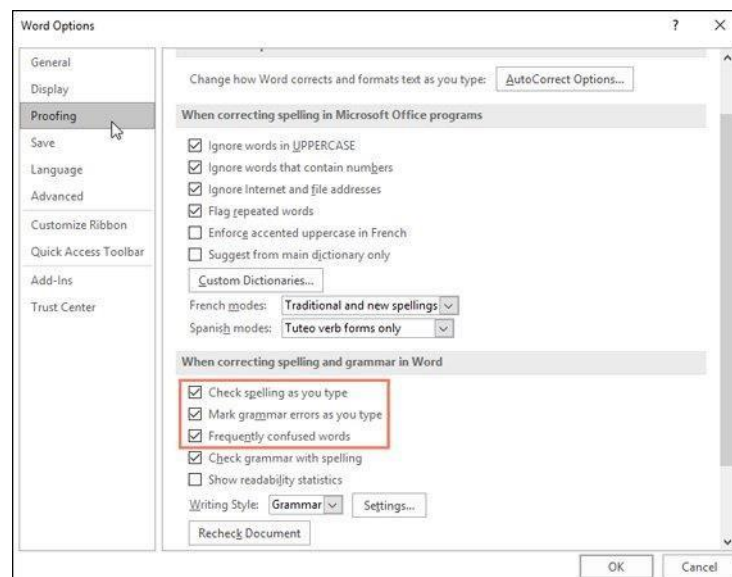 Word Options
General
Display
Proofing
Save
Language
Advanced
Customize Ribbon
Quick Access Toolbar
Add-Ins
Trust Center
Change how Word corrects and formats text as you type: AutoCorrect Options...
When correcting spelling in Microsoft Office programs
Ignore words in UPPERCASE
Ignore words that contain numbers
Ignore Internet and file addresses
Flag repeated words
Enforce accented uppercase in French
Suggest from main dictionary only
Custom Dictionaries...
French modes: Traditional and new spellings
Spanish modes: Tuteo verb forms only
When correcting spelling and grammar in Word
Check spelling as you type
Mark grammar errors as you type
Frequently confused words
Check grammar with spelling
Show readability statistics
Writing Style: Grammar Settings...
Recheck Document
OK Cancel